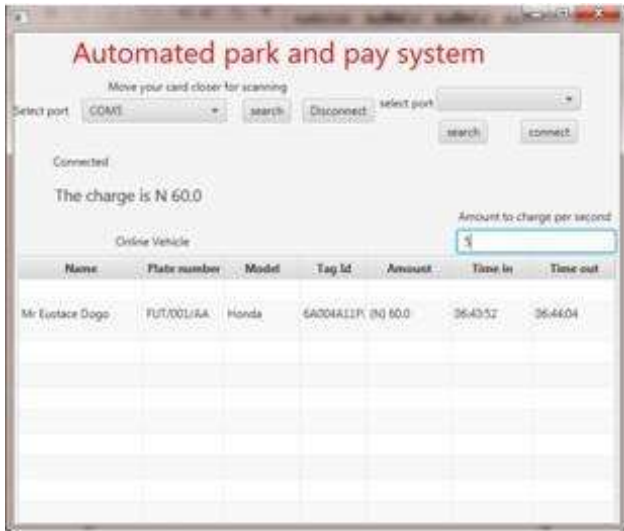 Automated park and pay system
Move your card closer for scanning
Select port COM5 search Disconnect select port
search connect
Connected
The charge is N 60.0
Amount to charge per second
Online Vehicle 5
Name Plate number Model Tag Id Amount Time in Time out
Mr Eustace Dogo FUT/001/AA Honda (N) 60.0 06:43:52 06:44:04